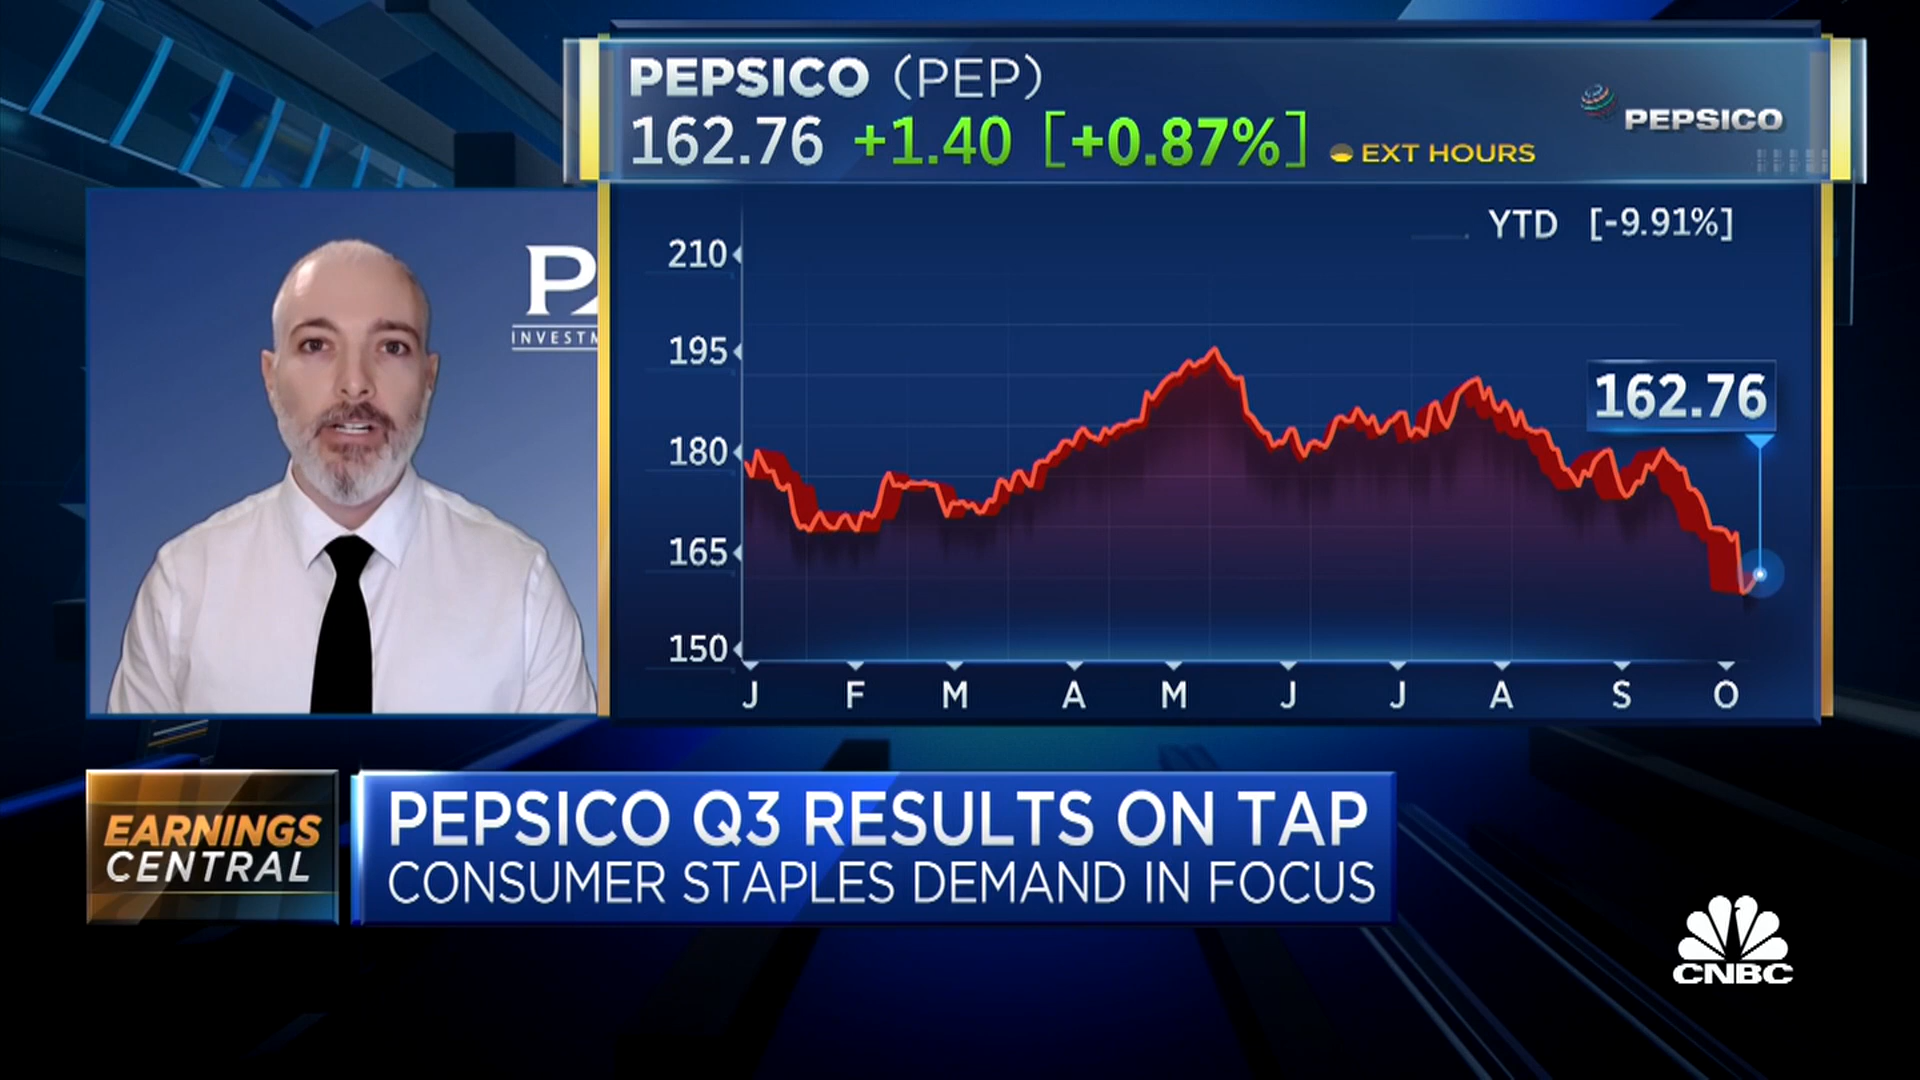 PEPSICO (PEP)
162.76 +1.40 [+0.87%] EXT HOURS
PEPSICO
YTD [-9.91%]
210
195
180
165
150
162.76
J F M A M J J A S O
INVESTM
EARNINGS
CENTRAL
PEPSICO Q3 RESULTS ON TAP
CONSUMER STAPLES DEMAND IN FOCUS
CNBC